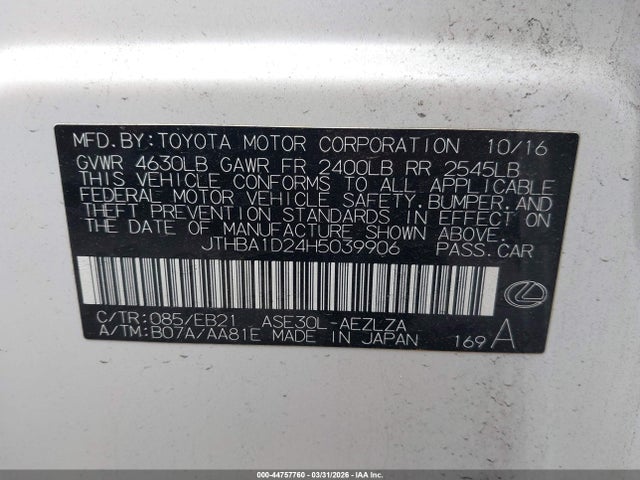 MFD.BY:TOYOTA MOTOR CORPORATION 10/16
GVWR 4630LB GAWR FR 2400LB RR 2545LB
THIS VEHICLE CONFORMS TO ALL APPLICABLE
FEDERAL MOTOR VEHICLE SAFETY,BUMPER,AND
THEFT PREVENTION STANDARDS IN EFFECT ON
THE DATE OF MANUFACTURE SHOWN ABOVE.
JTHBA1D24H5039906 PASS.CAR
C/TR:085/EB21 ASE30L-AEZLZA
A/TM:B07A/AA81E MADE IN JAPAN 169 A
000-44757760 - 03/31/2026 - IAA Inc.